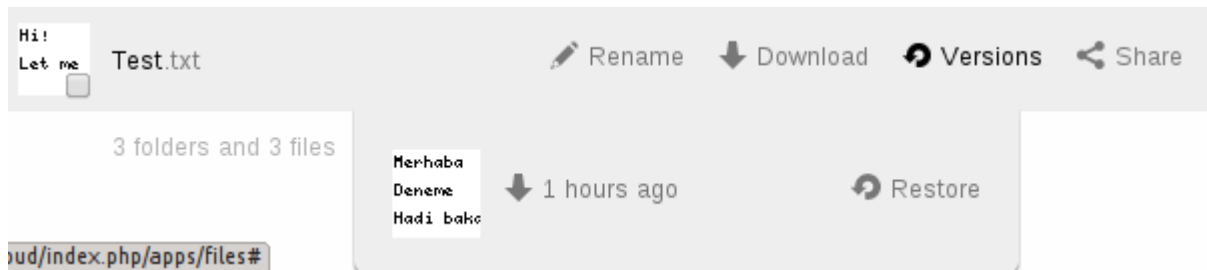 Hi!
Let me
Test.txt
Rename
Download
Versions
Share
3 folders and 3 files
Merhaba
Deneme
Hadi bak
1 hours ago
Restore
oud/index.php/apps/files#